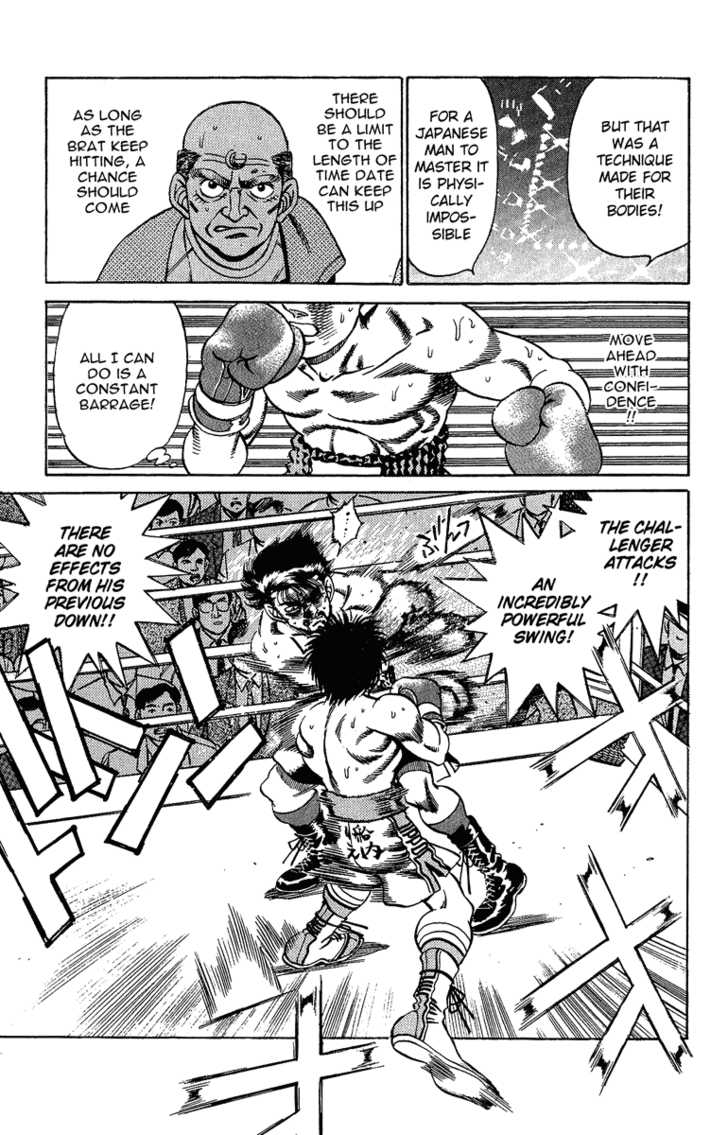 BUT THAT
WAS A
TECHNIQUE
MADE FOR
THEIR
BODIES!
FOR A
JAPANESE
MAN TO
MASTER IT
IS PHYSI-
CALLY
IMPOS-
SIBLE
THERE
SHOULD
BE A LIMIT
TO THE
LENGTH OF
TIME DATE
CAN KEEP
THIS UP
AS LONG
AS THE
BRAT KEEP
HITTING, A
CHANCE
SHOULD
COME
MOVE
AHEAD
WITH
CONFI-
DENCE
!!
ALL I CAN
DO IS A
CONSTANT
BARRAGE!
THE CHAL-
LENGER
ATTACKS
!!
AN
INCREDIBLY
POWERFUL
SWING!
THERE
ARE NO
EFFECTS
FROM HIS
PREVIOUS
DOWN!!